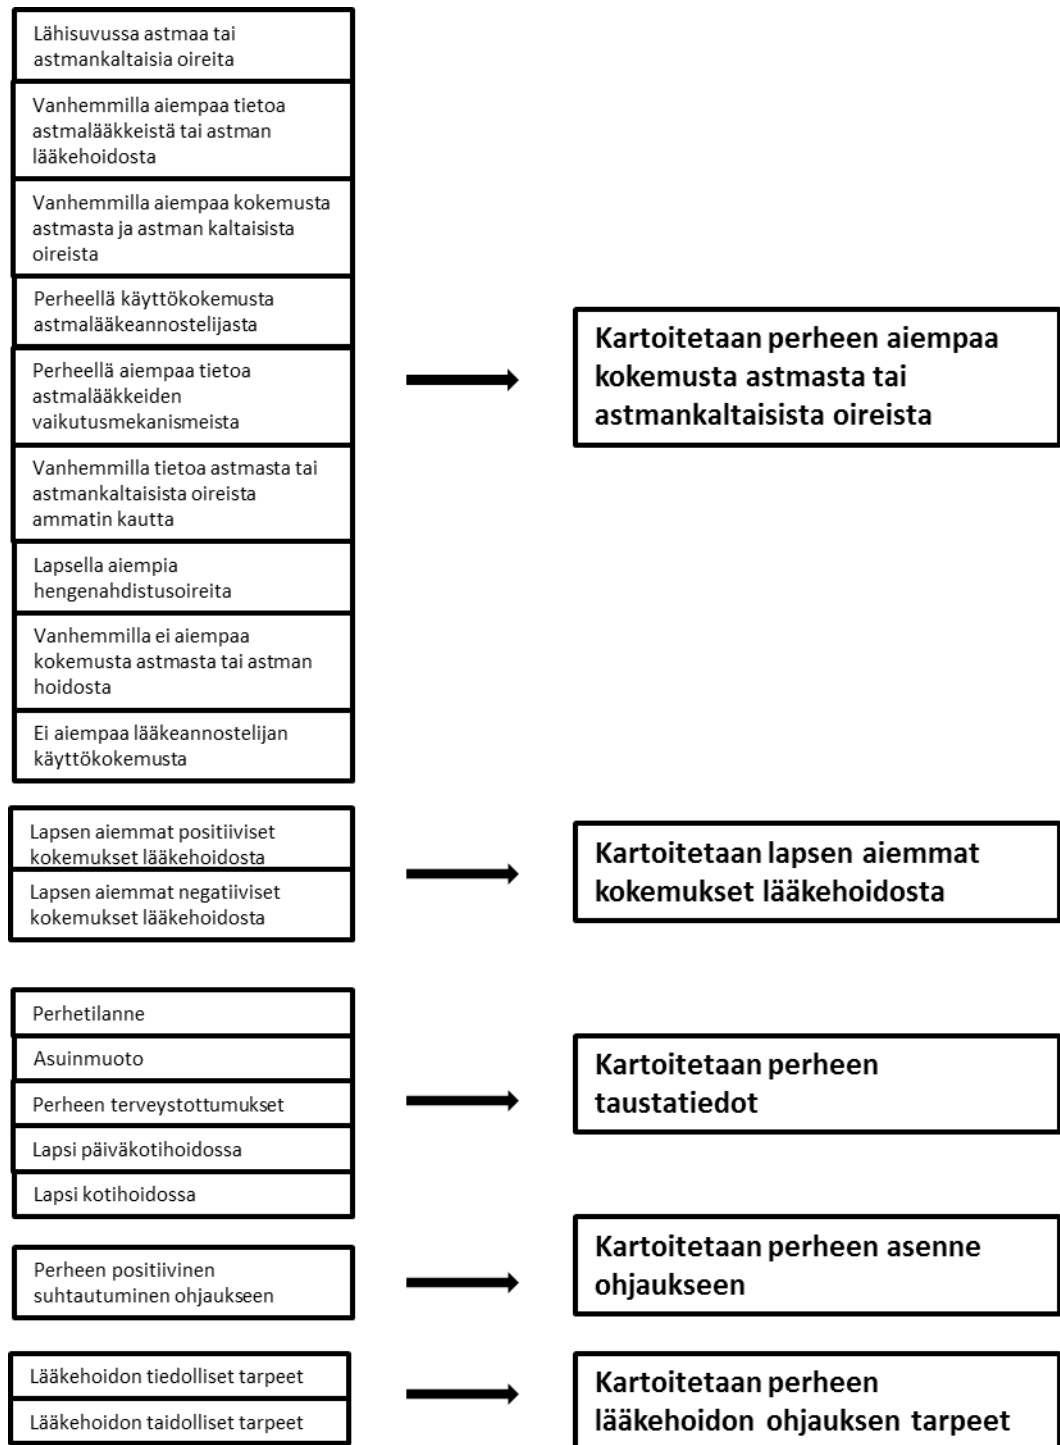 Lähisuvussa astmaa tai
astmankaltaisia oireita
Vanhemmilla aiempaa tietoa
astmalääkkeistä tai astman
lääkehoidosta
Vanhemmilla aiempaa kokemusta
astmasta ja astman kaltaisista
oireista
Perheellä käyttökokemusta
astmalääkeannostelijasta
Perheellä aiempaa tietoa
astmalääkkeiden
vaikutusmekanismeista
Vanhemmilla tietoa astmasta tai
astmankaltaisista oireista
ammatin kautta
Lapsella aiempia
hengenahdistusoireita
Vanhemmilla ei aiempaa
kokemusta astmasta tai astman
hoidosta
Ei aiempaa lääkeannostelijan
käyttökokemusta
Kartoitetaan perheen aiempaa
kokemusta astmasta tai
astmankaltaisista oireista
Lapsen aiemmat positiiviset
kokemukset lääkehoidosta
Lapsen aiemmat negatiiviset
kokemukset lääkehoidosta
Kartoitetaan lapsen aiemmat
kokemukset lääkehoidosta
Perhetilanne
Asuinmuoto
Perheen terveystottumukset
Lapsi päiväkotihoidossa
Lapsi kotihoidossa
Kartoitetaan perheen
taustatiedot
Perheen positiivinen
suhtautuminen ohjaukseen
Kartoitetaan perheen asenne
ohjaukseen
Lääkehoidon tiedolliset tarpeet
Lääkehoidon taidolliset tarpeet
Kartoitetaan perheen
lääkehoidon ohjauksen tarpeet